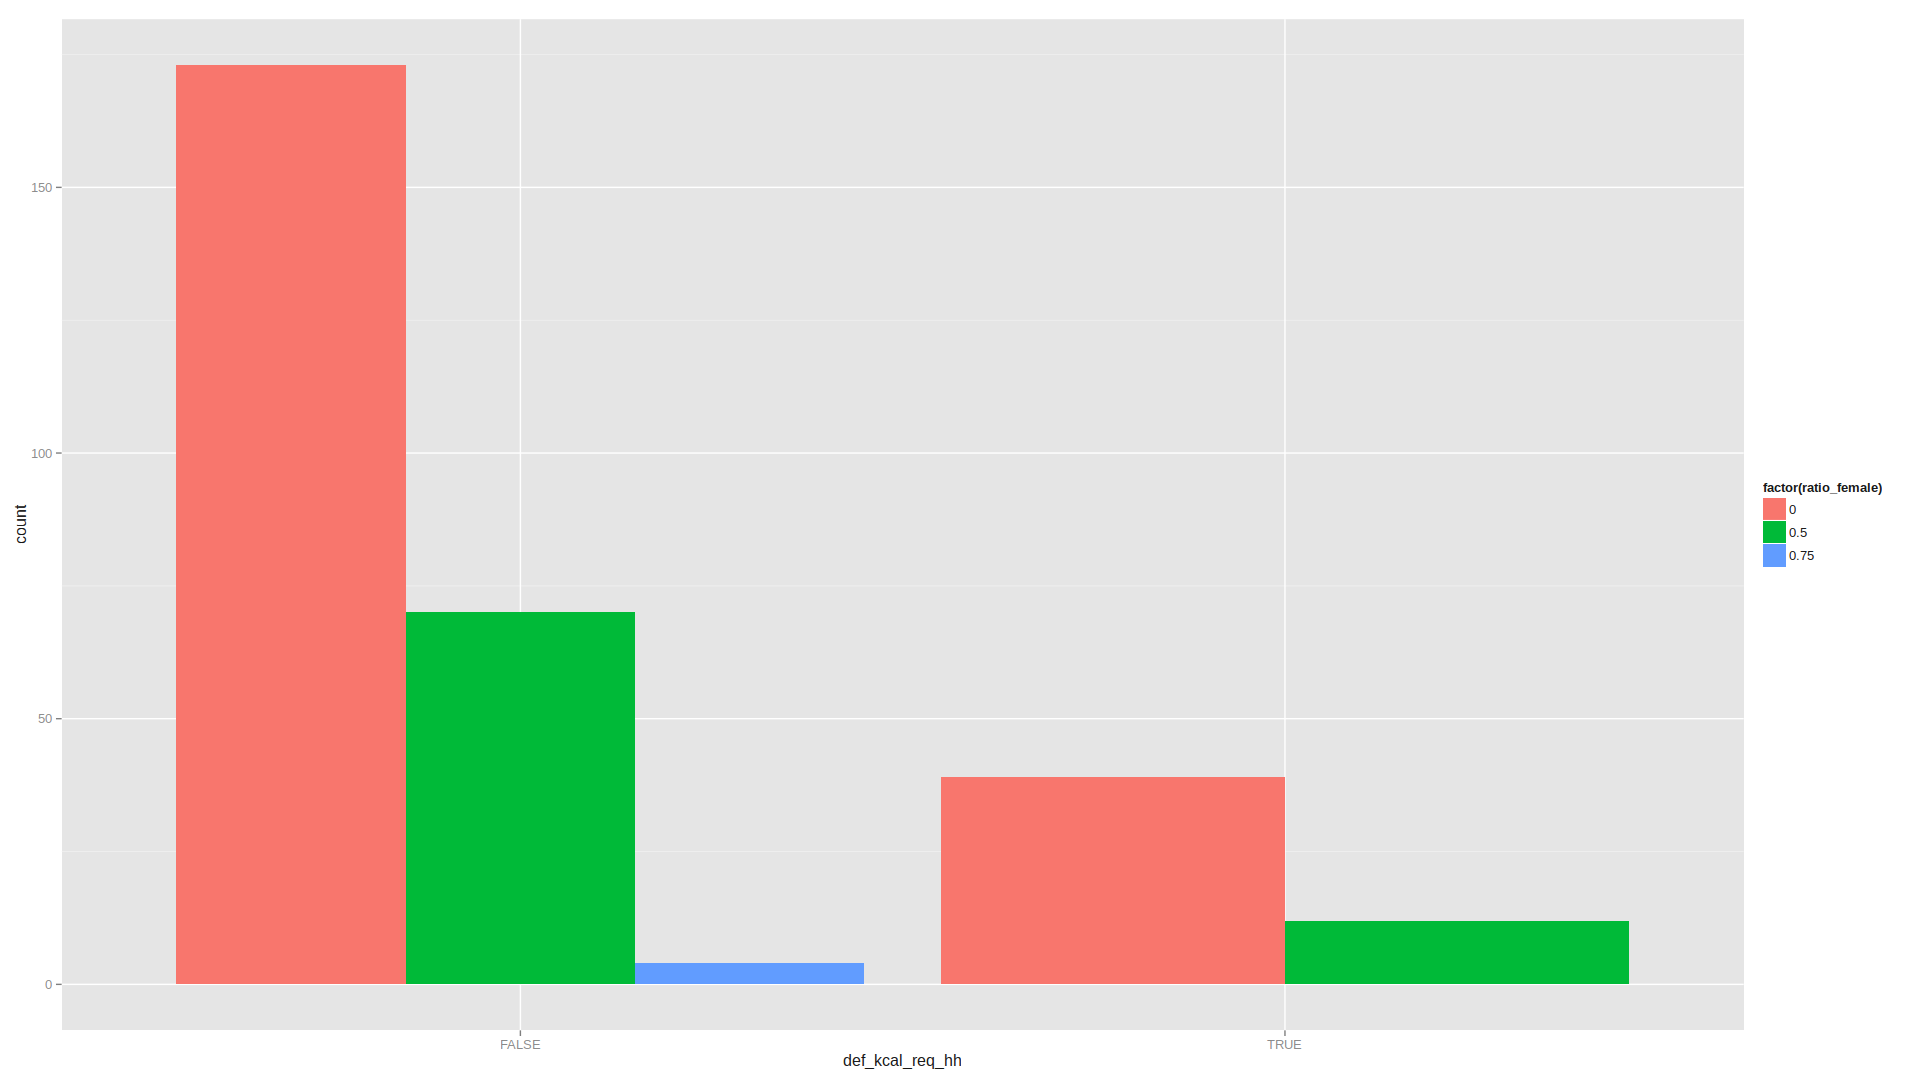 150
100
50
0
count
FALSE
TRUE
def_kcal_req_hh
factor(ratio_female)
0
0.5
0.75